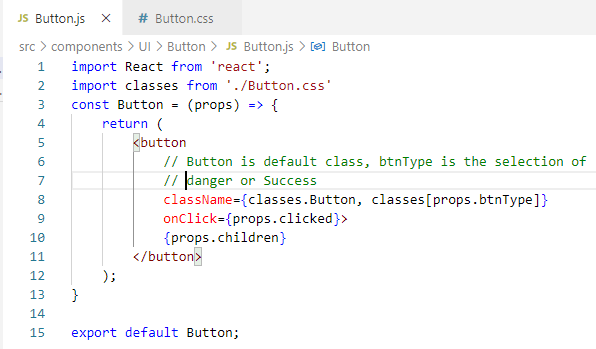 JS Button.js ×
# Button.css
src > components > UI > Button > JS Button.js > Button
1 import React from 'react';
2 import classes from './Button.css'
3 const Button = (props) => {
4 return (
5 <button
6 // Button is default class, btnType is the selection of
7 // danger or Success
8 className={classes.Button, classes[props.btnType]}
9 onClick={props.clicked}>
10 {props.children}
11 </button>
12 );
13 }
14
15 export default Button;